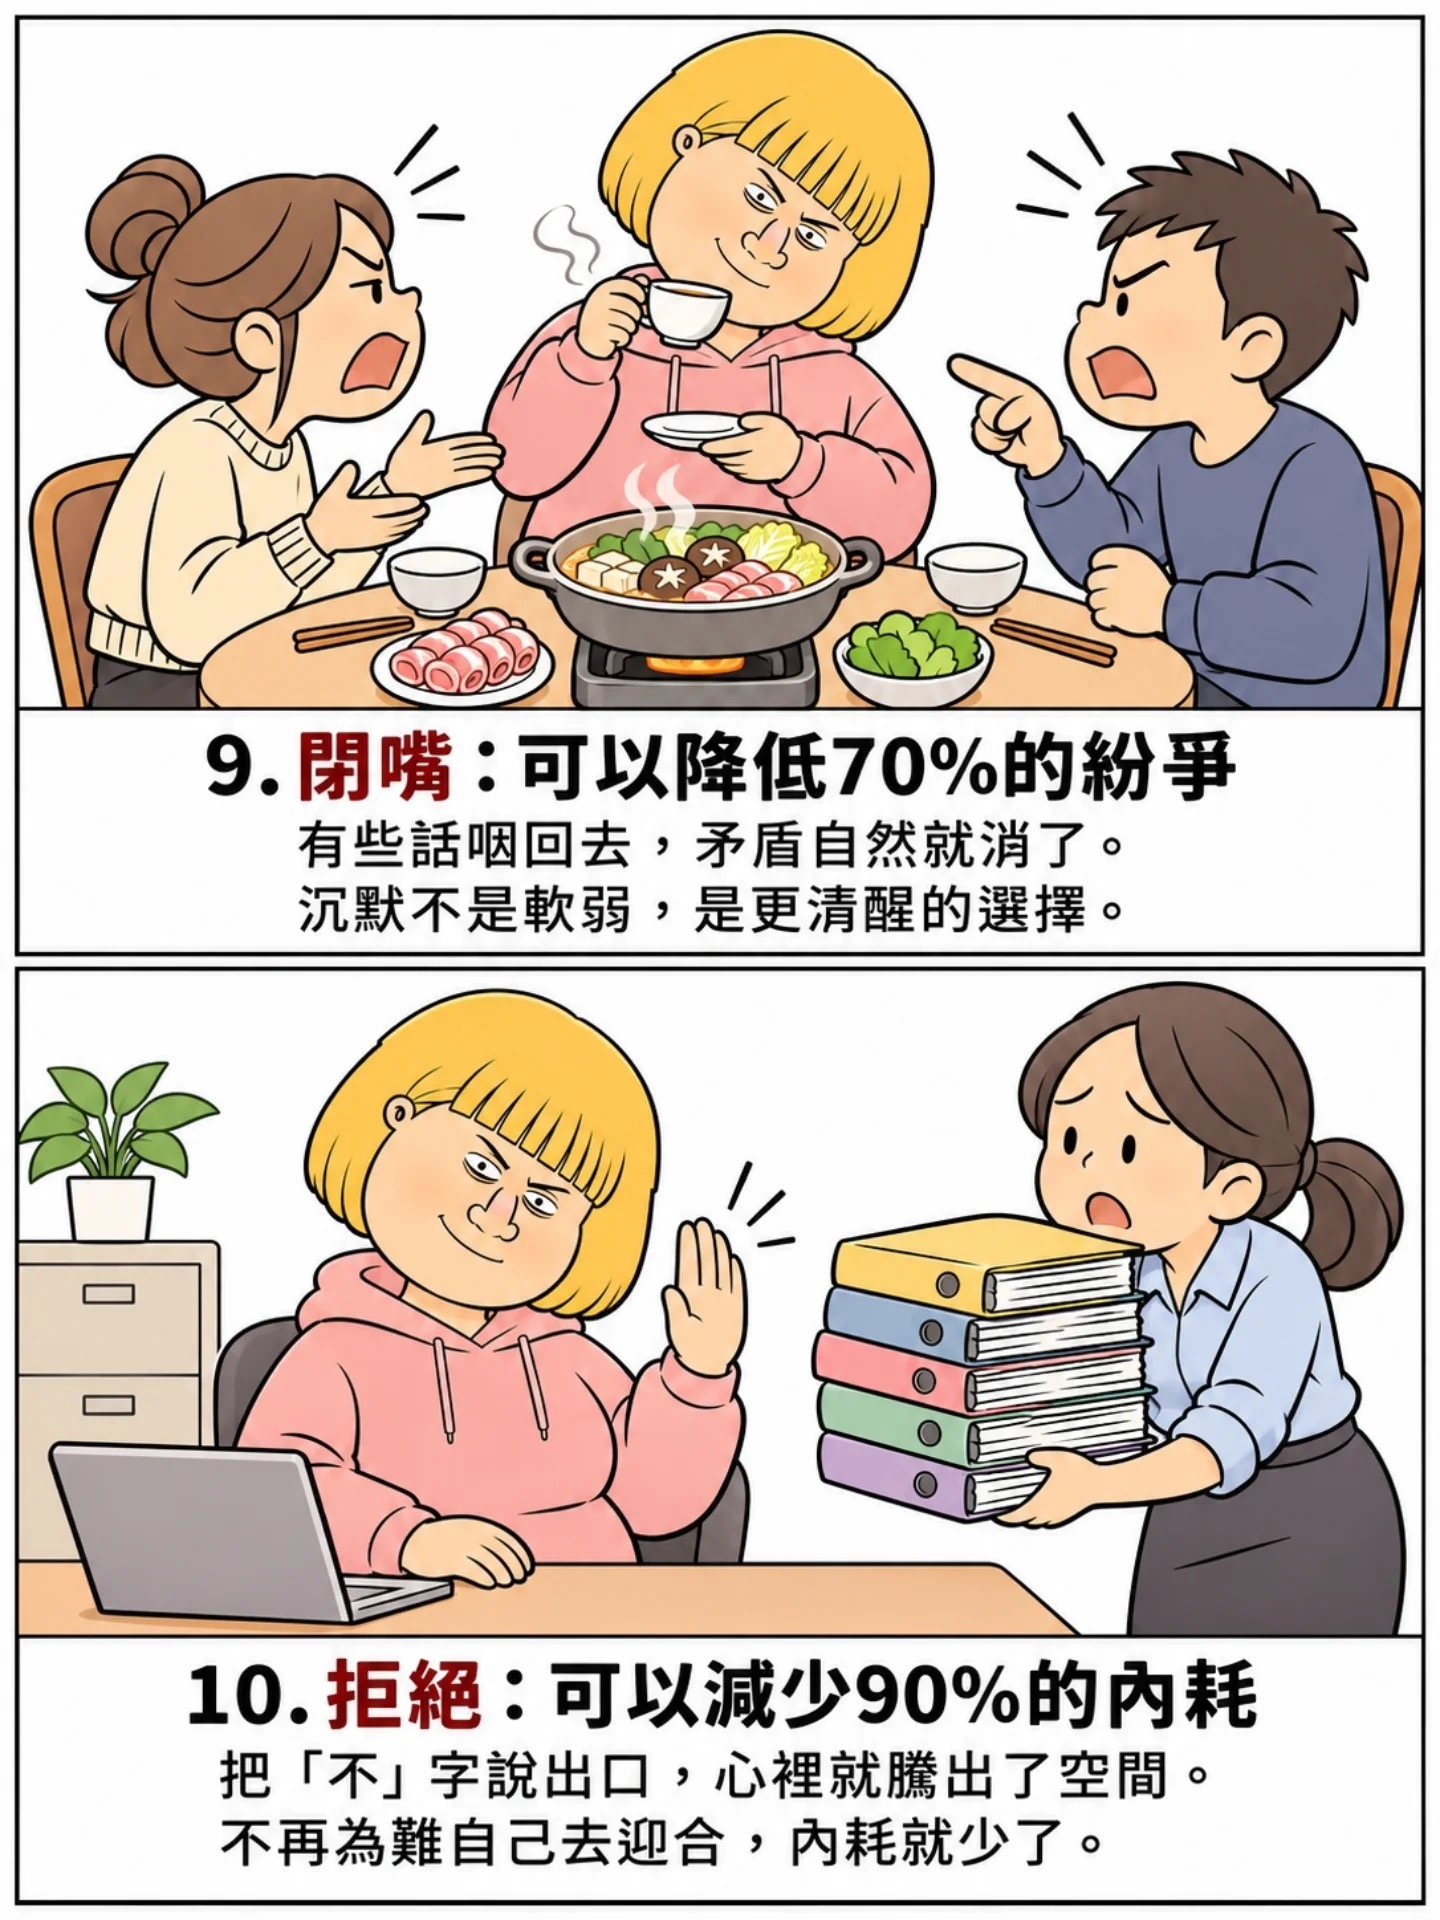 9. 閉嘴：可以降低70%的紛爭
有些話咽回去，矛盾自然就消了。
沉默不是軟弱，是更清醒的選擇。
10. 拒絕：可以減少90%的內耗
把「不」字說出口，心裡就騰出了空間。
不再為難自己去迎合，內耗就少了。